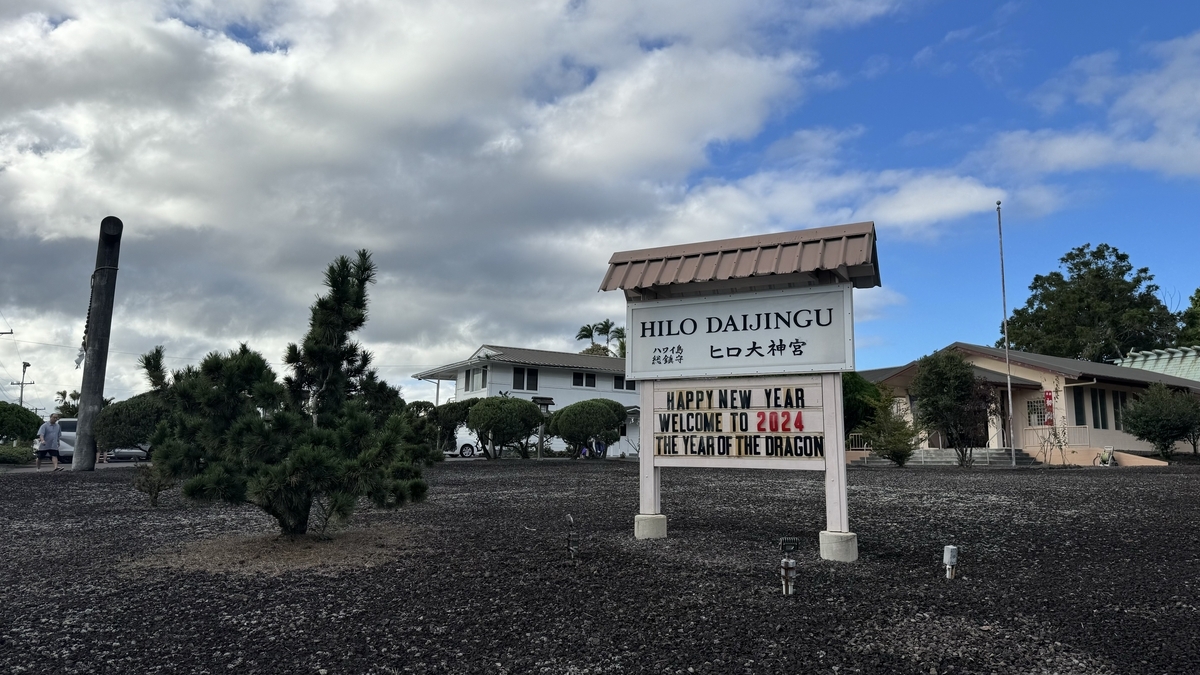 HILO DAIJINGU
ハワイ島
総鎮守
ヒロ大神宮
HAPPY NEW YEAR
WELCOME TO 2024
THE YEAR OF THE DRAGON